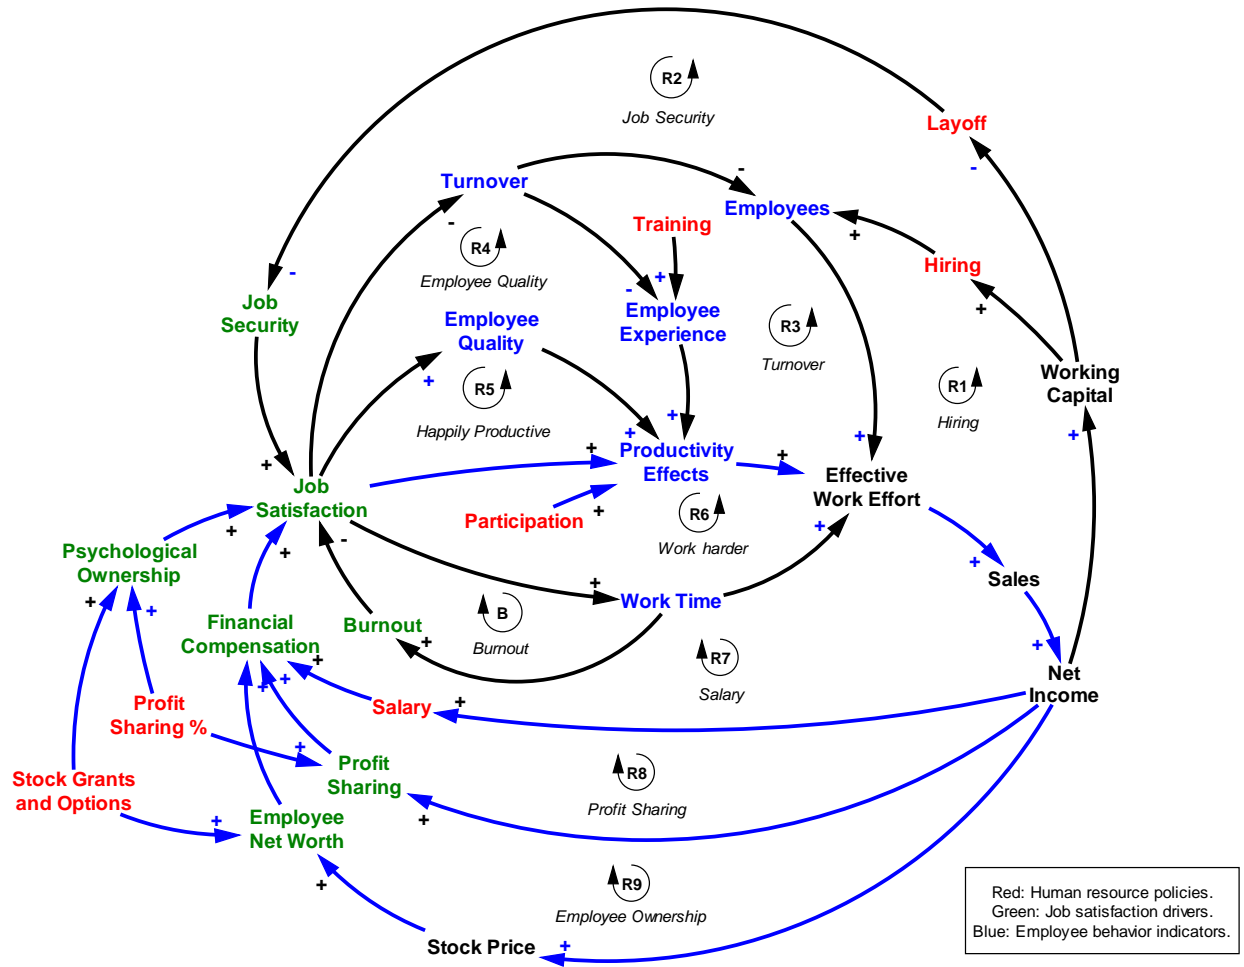 R2
Job Security
Layoff
-
Turnover
-
Employees
Training
+
-
R4
Employee Quality
+
-
Hiring
-
Job
Security
Employee
Quality
Employee
Experience
+
R3
Turnover
+
R5
Happily Productive
R1
Hiring
Working
Capital
+
+
+
+
+
+
Productivity
Effects
+
Effective
Work Effort
+
Job
Satisfaction
Participation
+
R6
Work harder
+
+
+
-
Psychological
Ownership
+
+
Sales
+
+
+
Work Time
B
Burnout
Financial
Compensation
Burnout
+
+
R7
Salary
+
Net
Income
+
+
Profit
Sharing %
Salary
+
+
Profit
Sharing
R8
Profit Sharing
Stock Grants
and Options
+
Employee
Net Worth
+
+
R9
Employee Ownership
Stock Price
+
Red: Human resource policies.
Green: Job satisfaction drivers.
Blue: Employee behavior indicators.